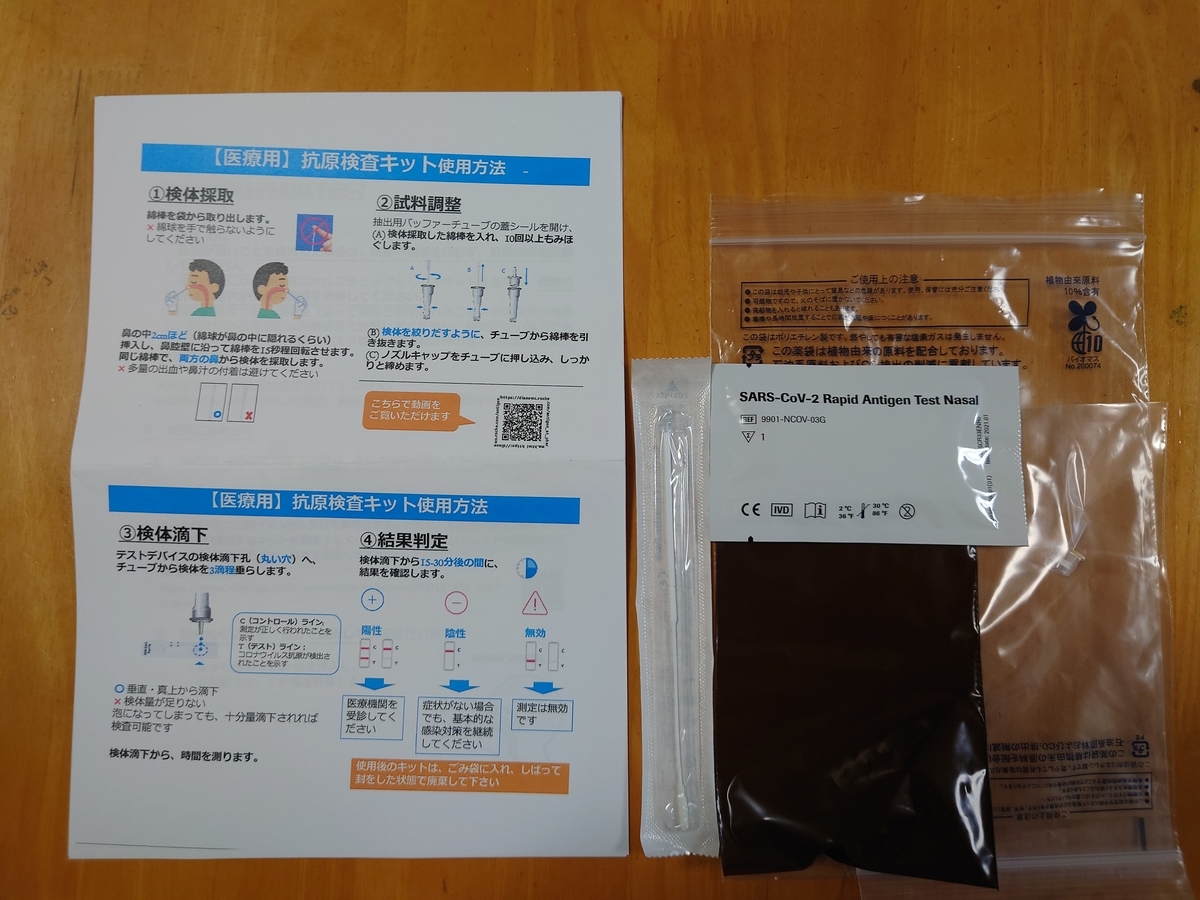 【医療用】抗原検査キット使用方法
①検体採取
綿棒を袋から取り出します。
× 綿球を手で触らないように
してください
鼻の中2cmほど（綿球が鼻の中に隠れるくらい）
挿入し、鼻腔壁に沿って綿棒を15秒程回転させます。
同じ綿棒で、両方の鼻から検体を採取します。
× 多量の出血や鼻汁の付着は避けてください
②試料調整
抽出用バッファーチューブの蓋シールを開け、
(A) 検体採取した綿棒を入れ、10回以上もみほ
ぐします。
A
B
C
(B) 検体を絞りだすように、チューブから綿棒を引
き抜きます。
(C) ノズルキャップをチューブに押し込み、しっか
りと締めます。
こちらで動画を
ご覧いただけます
【医療用】抗原検査キット使用方法
③検体滴下
テストデバイスの検体滴下孔（丸い穴）へ、
チューブから検体を3滴程垂らします。
C（コントロール）ライン：
測定が正しく行われたことを
示す
T（テスト）ライン：
コロナウイルス抗原が検出さ
れたことを示す
○ 垂直・真上から滴下
× 検体量が足りない
泡になってしまっても、十分量滴下されれば
検査可能です
検体滴下から、時間を測ります。
④結果判定
検体滴下から15-30分後の間に、
結果を確認します。
陽性
陰性
無効
C
T
C
T
C
T
医療機関を
受診してく
ださい
症状がない場合
でも、基本的な
感染対策を継続
してください
測定は無効
です
使用後のキットは、ごみ袋に入れ、しばって
封をした状態で廃棄して下さい
ご使用上の注意
植物由来原料
10%含有
この薬袋は植物由来の原料を配合しております。
10
バイオマス
No.200074
SARS-CoV-2 Rapid Antigen Test Nasal
REF 9901-NCOV-03G
1
CE IVD
2 ℃
36 ℉
30 ℃
86 ℉